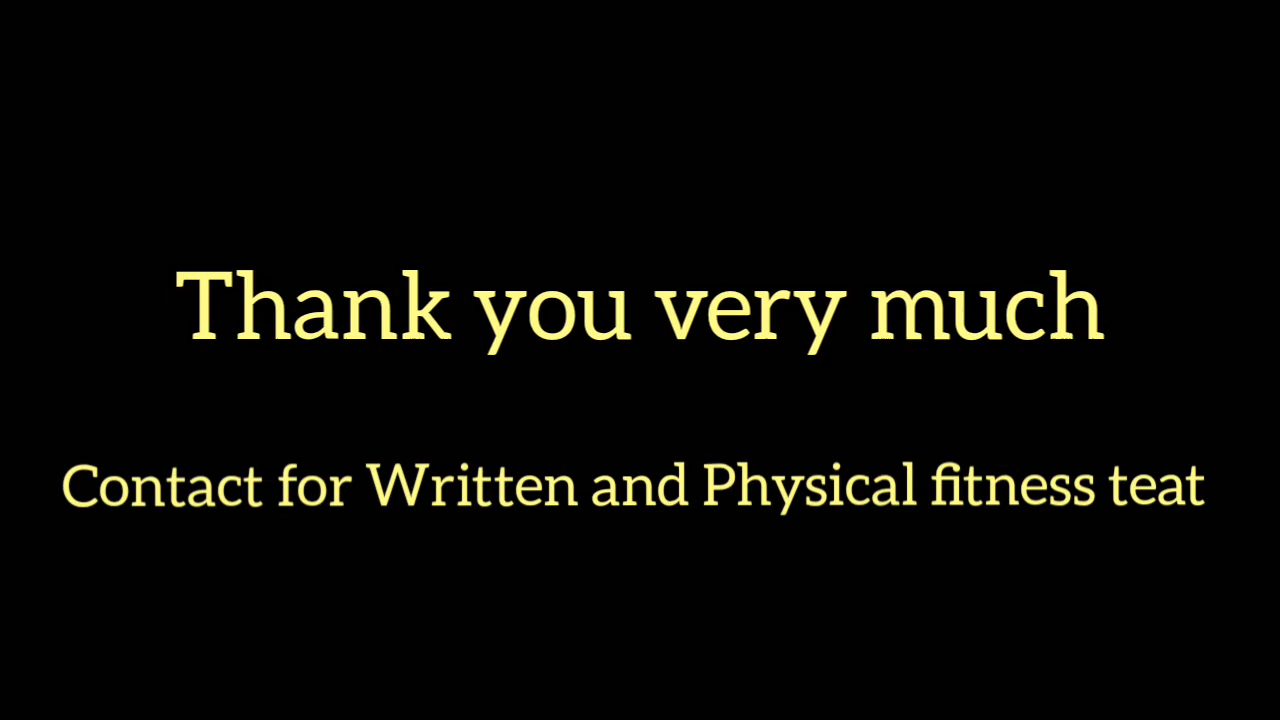 Thank you very much
Contact for Written and Physical fitness teat